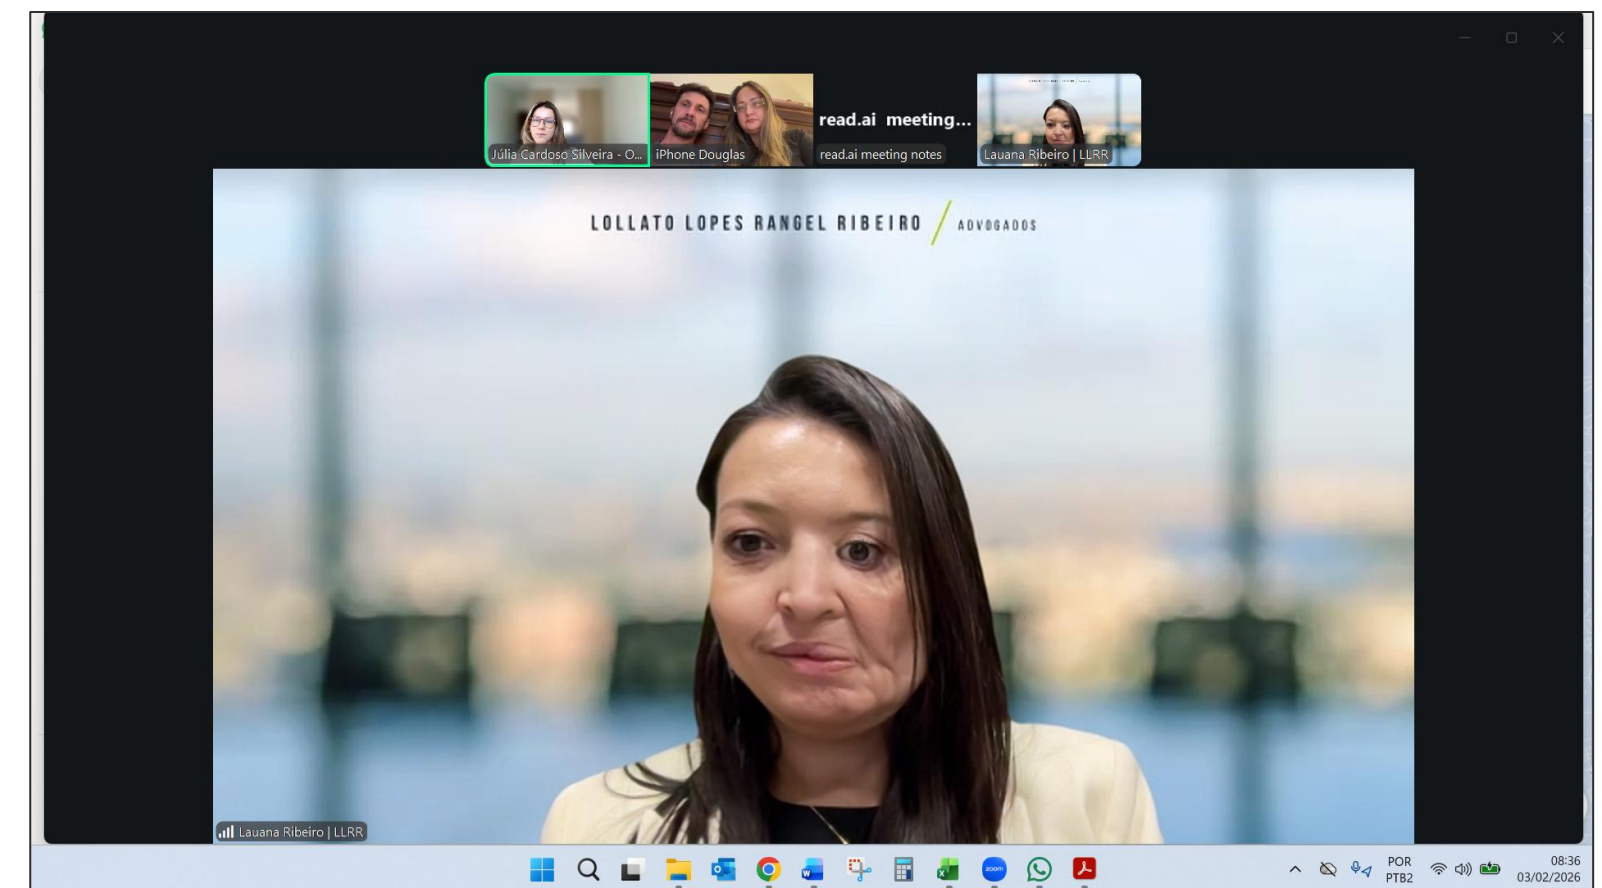 read.ai meeting...
Júlia Cardoso Silveira - O...
iPhone Douglas
read.ai meeting notes
Lauana Ribeiro | LLRR
LOLLATO LOPES RANGEL RIBEIRO / ADVOGADOS
Lauana Ribeiro | LLRR
zoom
POR
PTB2
08:36
03/02/2026